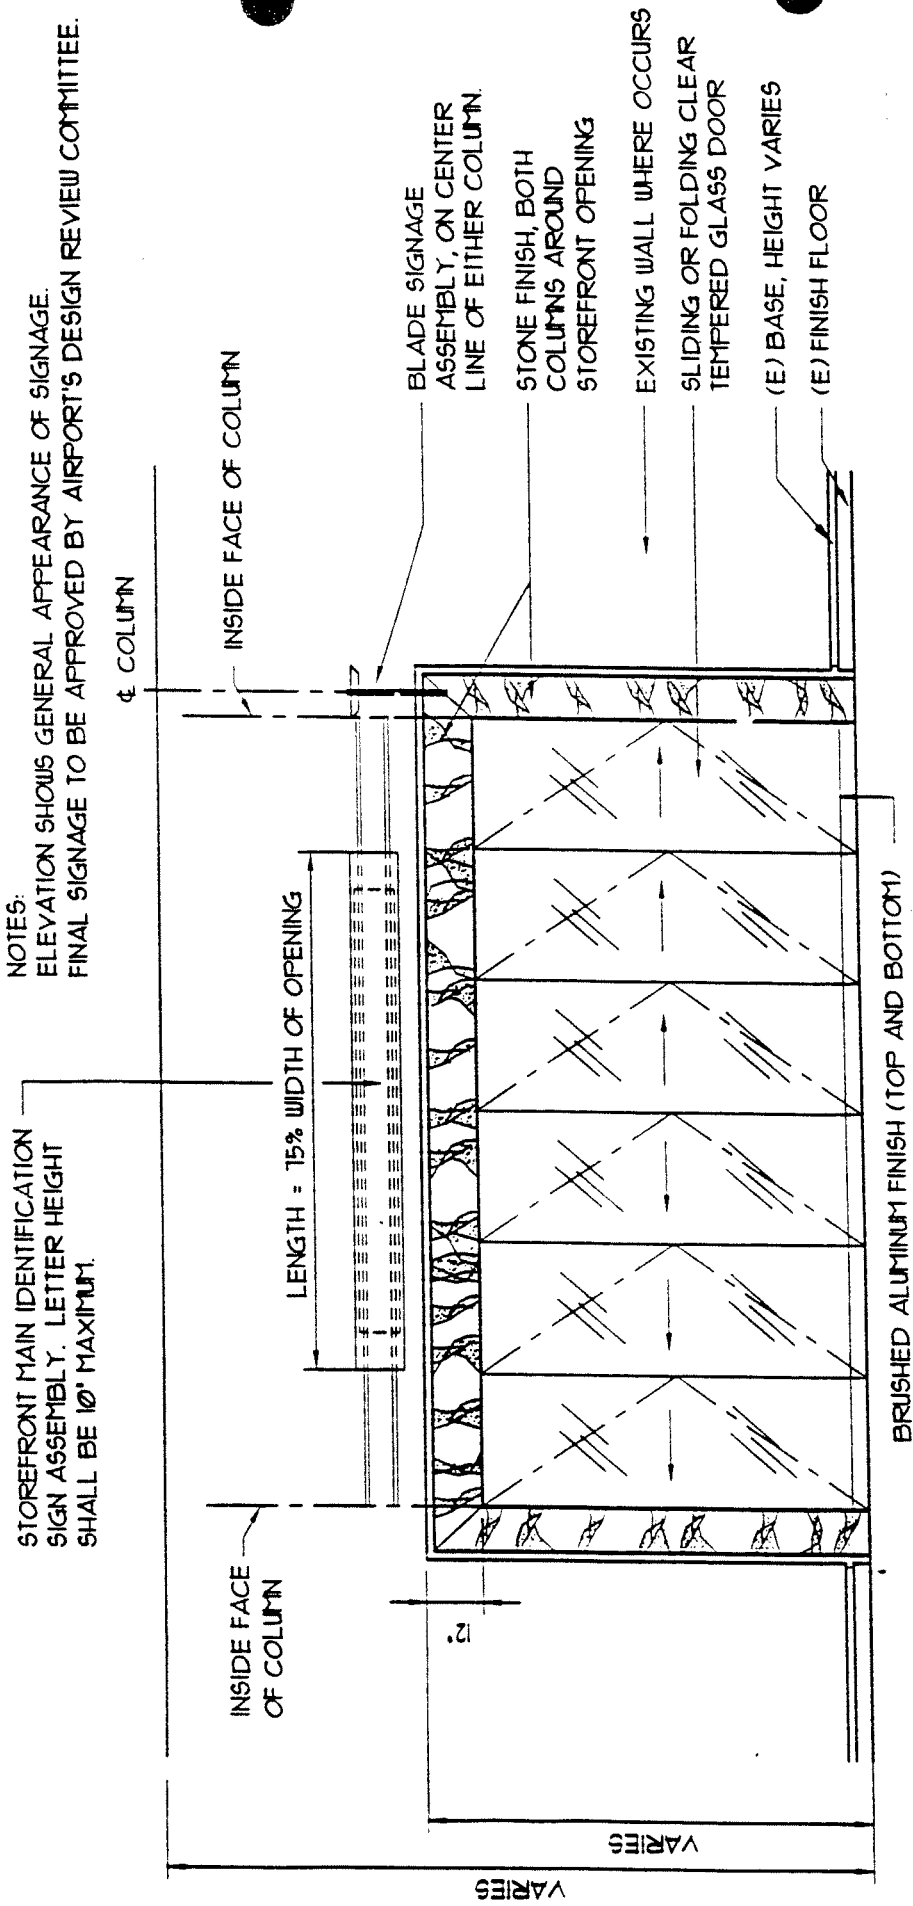 NOTES:
ELEVATION SHOWS GENERAL APPEARANCE OF SIGNAGE.
FINAL SIGNAGE TO BE APPROVED BY AIRPORT'S DESIGN REVIEW COMMITTEE.
STOREFRONT MAIN IDENTIFICATION
SIGN ASSEMBLY. LETTER HEIGHT
SHALL BE 10" MAXIMUM.
℄ COLUMN
INSIDE FACE OF COLUMN
INSIDE FACE
OF COLUMN
LENGTH = 75% WIDTH OF OPENING
BLADE SIGNAGE
ASSEMBLY, ON CENTER
LINE OF EITHER COLUMN.
STONE FINISH, BOTH
COLUMNS AROUND
STOREFRONT OPENING
EXISTING WALL WHERE OCCURS
SLIDING OR FOLDING CLEAR
TEMPERED GLASS DOOR
(E) BASE, HEIGHT VARIES
(E) FINISH FLOOR
12"
VARIES
VARIES
BRUSHED ALUMINUM FINISH (TOP AND BOTTOM)